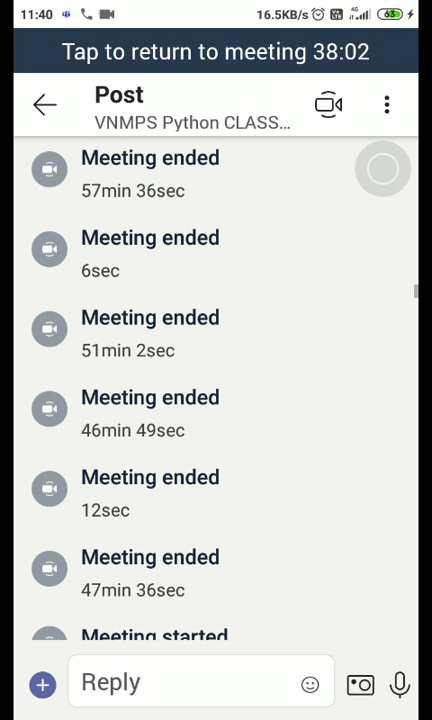 11:40
16.5KB/s
4G
63
Tap to return to meeting 38:02
Post
VNMPS Python CLASS...
Meeting ended
57min 36sec
Meeting ended
6sec
Meeting ended
51min 2sec
Meeting ended
46min 49sec
Meeting ended
12sec
Meeting ended
47min 36sec
Meeting started
Reply